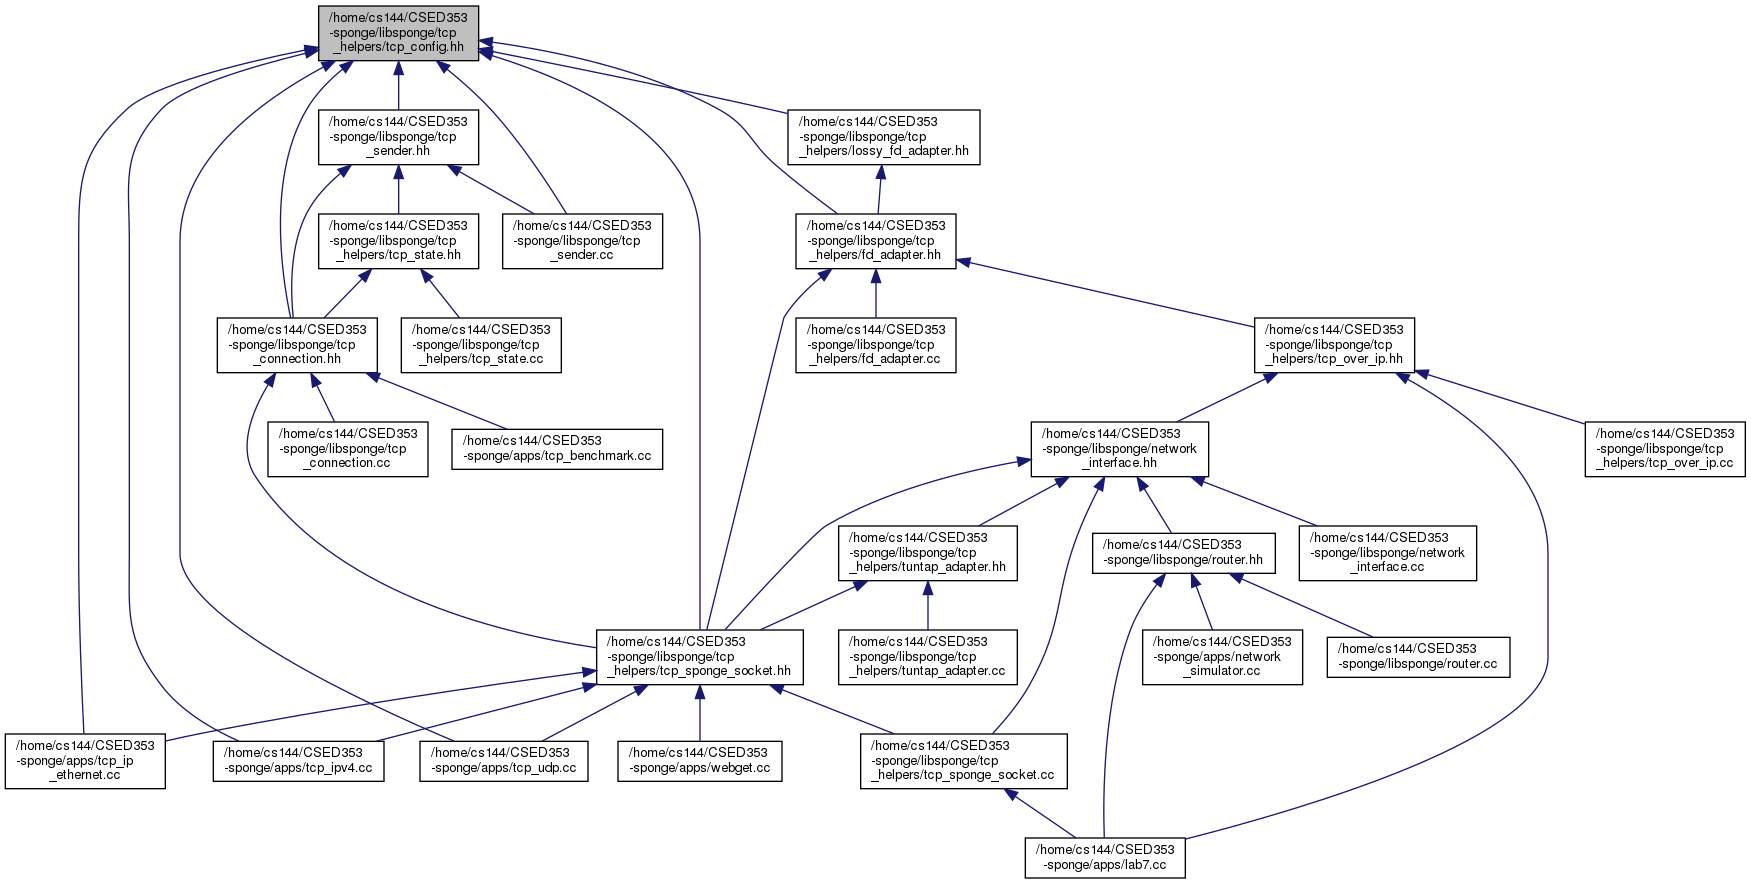 /home/cs144/CSED353
-sponge/libsponge/tcp
_helpers/tcp_config.hh
/home/cs144/CSED353
-sponge/libsponge/tcp
_sender.hh
/home/cs144/CSED353
-sponge/libsponge/tcp
_helpers/lossy_fd_adapter.hh
/home/cs144/CSED353
-sponge/libsponge/tcp
_helpers/tcp_state.hh
/home/cs144/CSED353
-sponge/libsponge/tcp
_sender.cc
/home/cs144/CSED353
-sponge/libsponge/tcp
_helpers/fd_adapter.hh
/home/cs144/CSED353
-sponge/libsponge/tcp
_connection.hh
/home/cs144/CSED353
-sponge/libsponge/tcp
_helpers/tcp_state.cc
/home/cs144/CSED353
-sponge/libsponge/tcp
_helpers/fd_adapter.cc
/home/cs144/CSED353
-sponge/libsponge/tcp
_helpers/tcp_over_ip.hh
/home/cs144/CSED353
-sponge/libsponge/tcp
_connection.cc
/home/cs144/CSED353
-sponge/apps/tcp_benchmark.cc
/home/cs144/CSED353
-sponge/libsponge/network
_interface.hh
/home/cs144/CSED353
-sponge/libsponge/tcp
_helpers/tcp_over_ip.cc
/home/cs144/CSED353
-sponge/libsponge/tcp
_helpers/tuntap_adapter.hh
/home/cs144/CSED353
-sponge/libsponge/router.hh
/home/cs144/CSED353
-sponge/libsponge/network
_interface.cc
/home/cs144/CSED353
-sponge/libsponge/tcp
_helpers/tcp_sponge_socket.hh
/home/cs144/CSED353
-sponge/libsponge/tcp
_helpers/tuntap_adapter.cc
/home/cs144/CSED353
-sponge/apps/network
_simulator.cc
/home/cs144/CSED353
-sponge/libsponge/router.cc
/home/cs144/CSED353
-sponge/apps/tcp_ip
_ethernet.cc
/home/cs144/CSED353
-sponge/apps/tcp_ipv4.cc
/home/cs144/CSED353
-sponge/apps/tcp_udp.cc
/home/cs144/CSED353
-sponge/apps/webget.cc
/home/cs144/CSED353
-sponge/libsponge/tcp
_helpers/tcp_sponge_socket.cc
/home/cs144/CSED353
-sponge/apps/lab7.cc